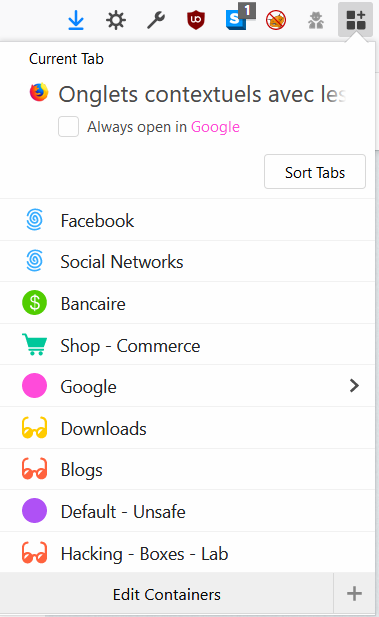 1
Current Tab
Onglets contextuels avec les
Always open in Google
Sort Tabs
Facebook
Social Networks
Bancaire
Shop - Commerce
Google
Downloads
Blogs
Default - Unsafe
Hacking - Boxes - Lab
Edit Containers